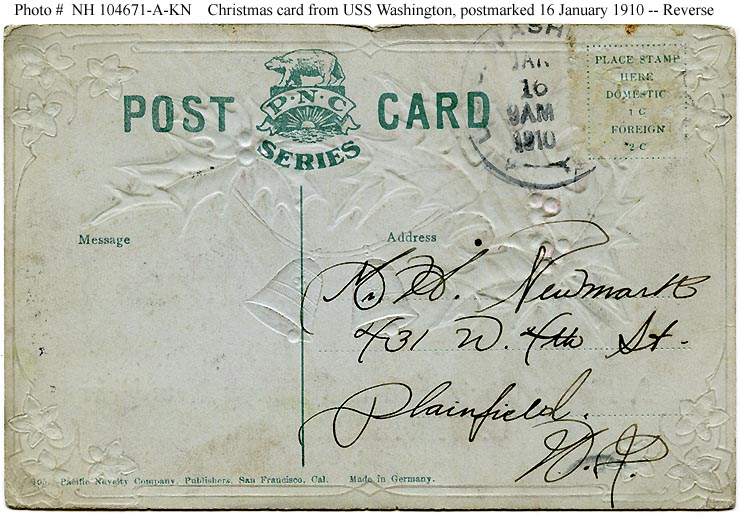 Photo # NH 104671-A-KN Christmas card from USS Washington, postmarked 16 January 1910 -- Reverse
POST CARD
P·N·C
SERIES
WASH
JAN
16
9AM
1910
PLACE STAMP
HERE
DOMESTIC
1 C
FOREIGN
2 C
Message
Address
Newmark
431 W. 4th St.
Plainfield.
N.J.
Pacific Novelty Company, Publishers, San Francisco, Cal. Made in Germany.